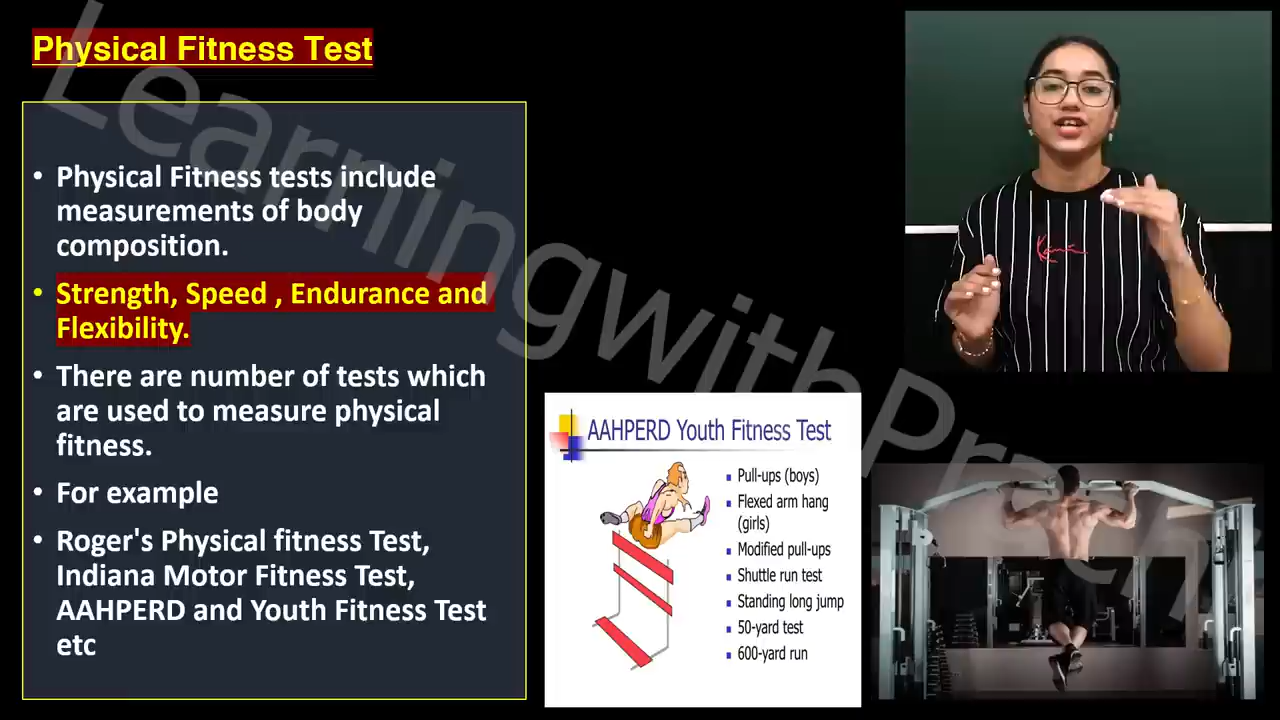 Physical Fitness Test
• Physical Fitness tests include
measurements of body
composition.
• Strength, Speed , Endurance and
Flexibility.
• There are number of tests which
are used to measure physical
fitness.
• For example
• Roger's Physical fitness Test,
Indiana Motor Fitness Test,
AAHPERD and Youth Fitness Test
etc
AAHPERD Youth Fitness Test
Pull-ups (boys)
Flexed arm hang
(girls)
Modified pull-ups
Shuttle run test
Standing long jump
50-yard test
600-yard run
LearningwithPrachi